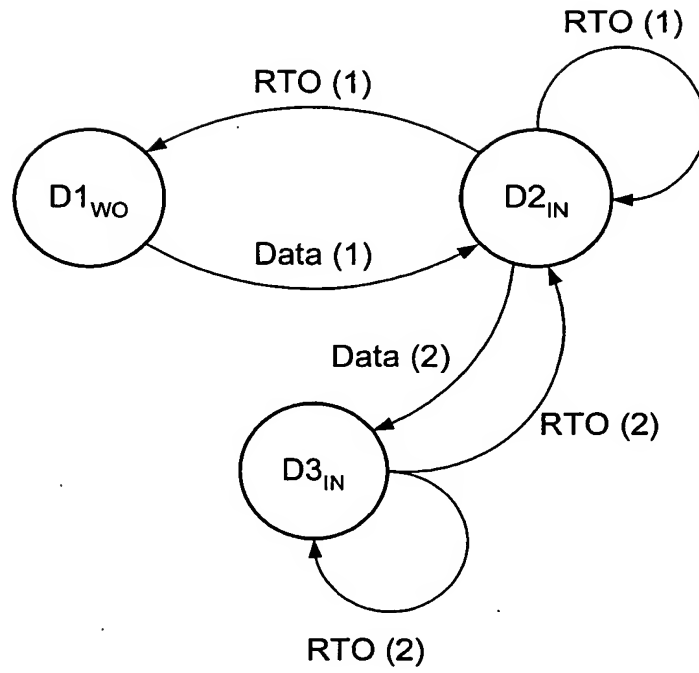 RTO (1)
RTO (1)
D1WO
D2IN
Data (1)
Data (2)
RTO (2)
D3IN
RTO (2)